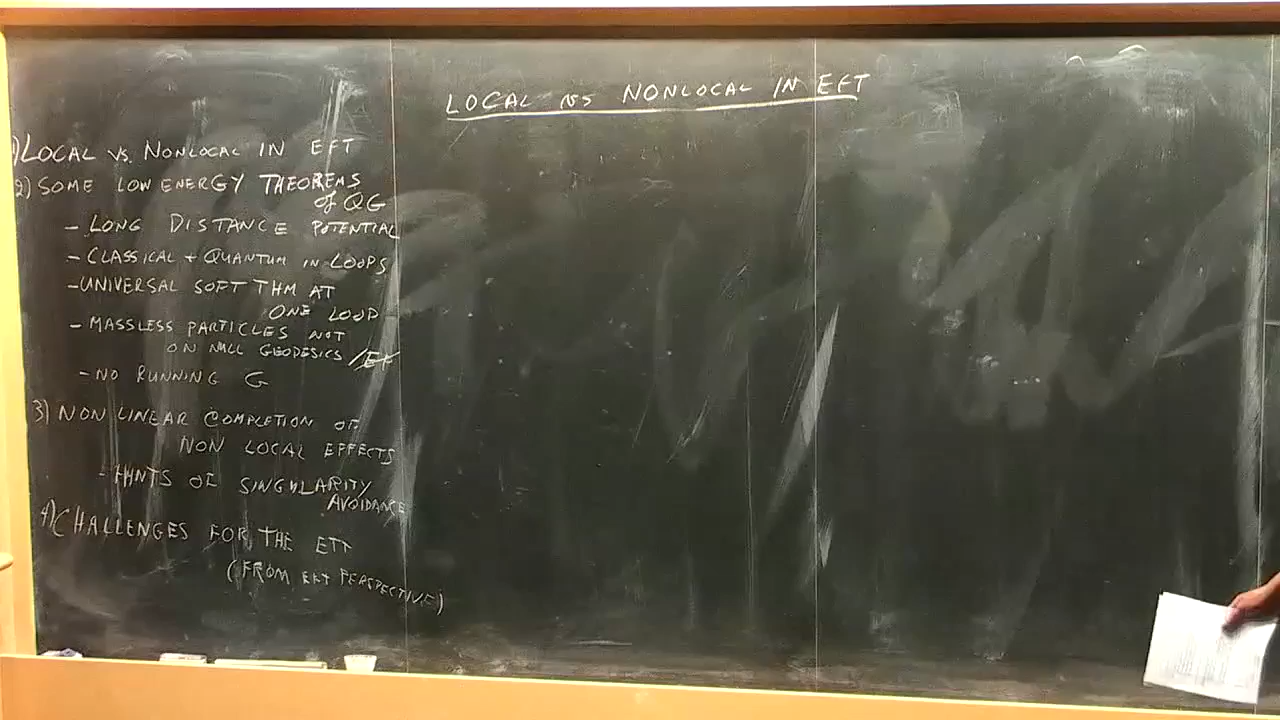 LOCAL VS NONLOCAL IN EFT
1) LOCAL VS. NONLOCAL IN EFT
2) SOME LOW ENERGY THEOREMS
of QG
- LONG DISTANCE POTENTIAL
- CLASSICAL + QUANTUM IN LOOPS
- UNIVERSAL SOFT THM AT
ONE LOOP
- MASSLESS PARTICLES NOT
ON NULL GEODESICS
- NO RUNNING G
3) NON LINEAR COMPLETION OF
NON LOCAL EFFECTS
- HINTS OF SINGULARITY
AVOIDANCE
4) CHALLENGES FOR THE EFT
(FROM EFT PERSPECTIVE)